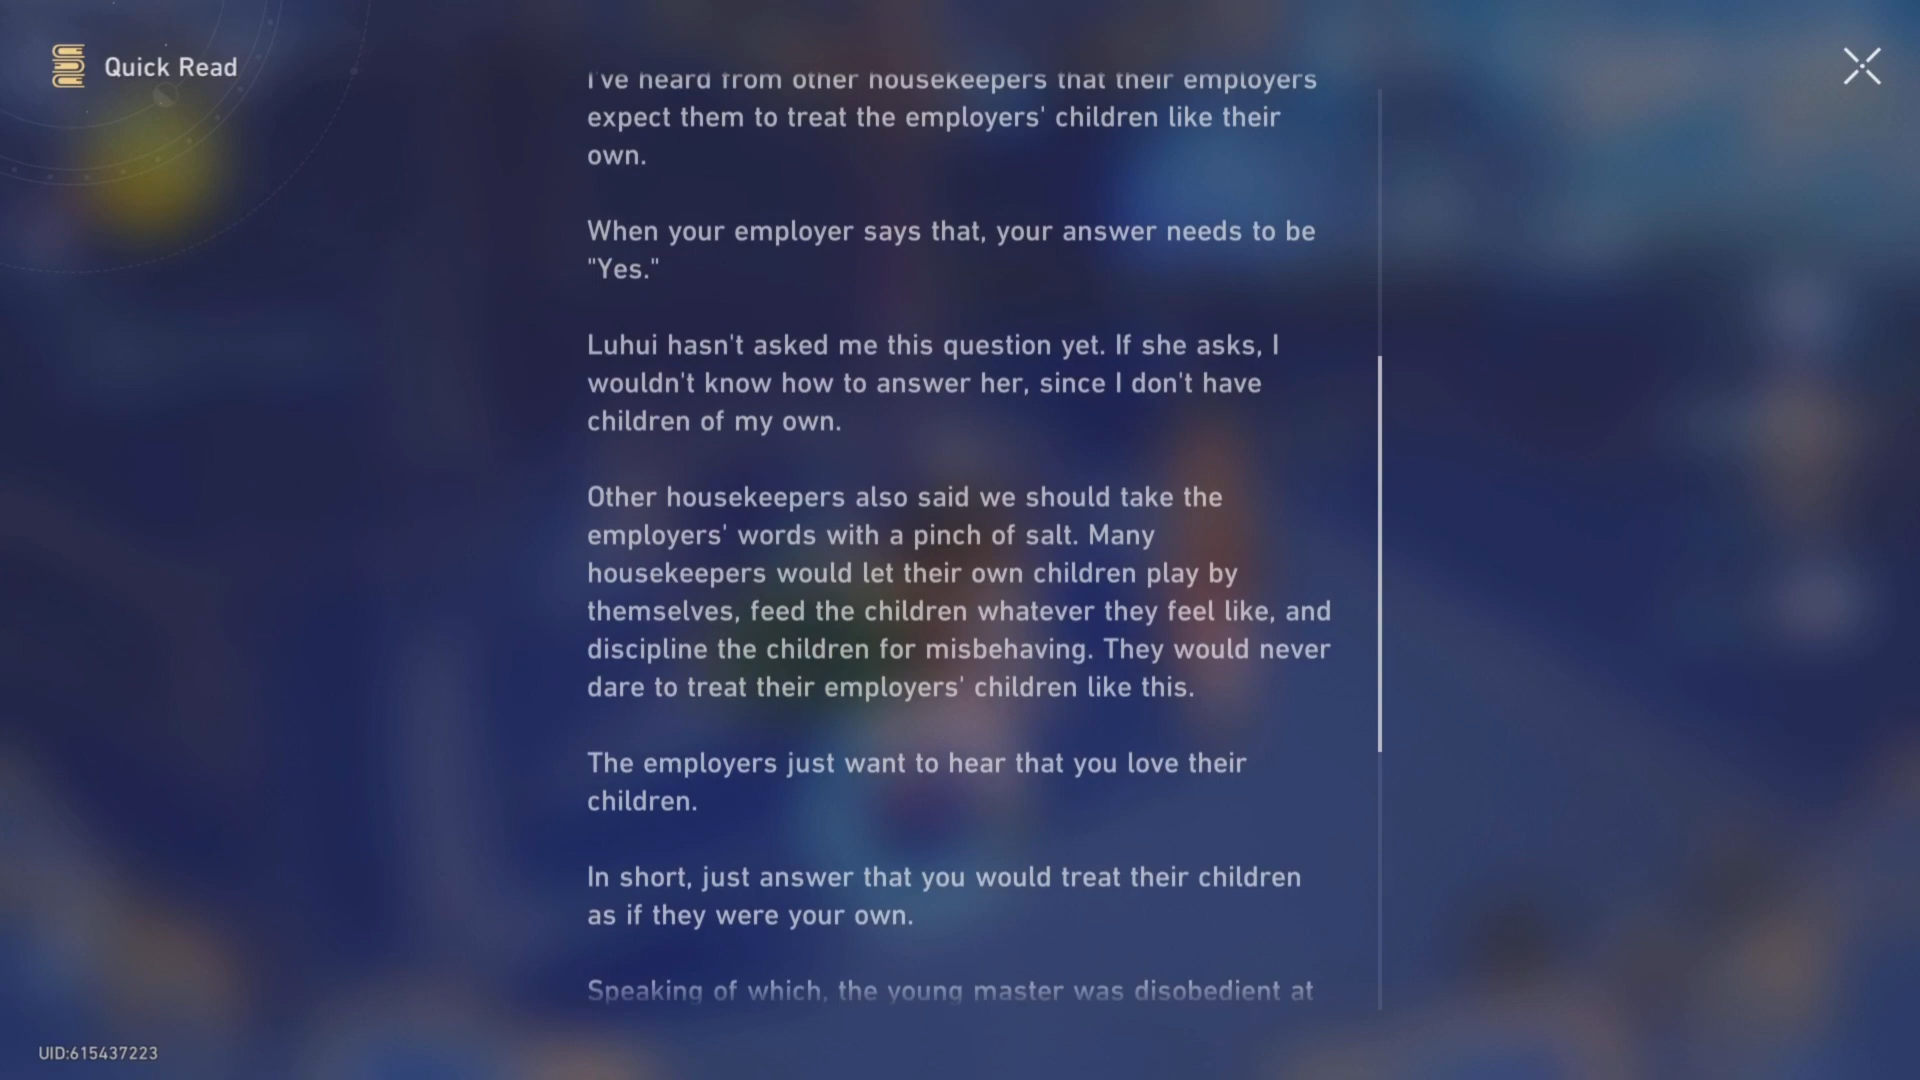 Quick Read
I've heard from other housekeepers that their employers
expect them to treat the employers' children like their
own.
When your employer says that, your answer needs to be
"Yes."
Luhui hasn't asked me this question yet. If she asks, I
wouldn't know how to answer her, since I don't have
children of my own.
Other housekeepers also said we should take the
employers' words with a pinch of salt. Many
housekeepers would let their own children play by
themselves, feed the children whatever they feel like, and
discipline the children for misbehaving. They would never
dare to treat their employers' children like this.
The employers just want to hear that you love their
children.
In short, just answer that you would treat their children
as if they were your own.
Speaking of which, the young master was disobedient at
UID:615437223